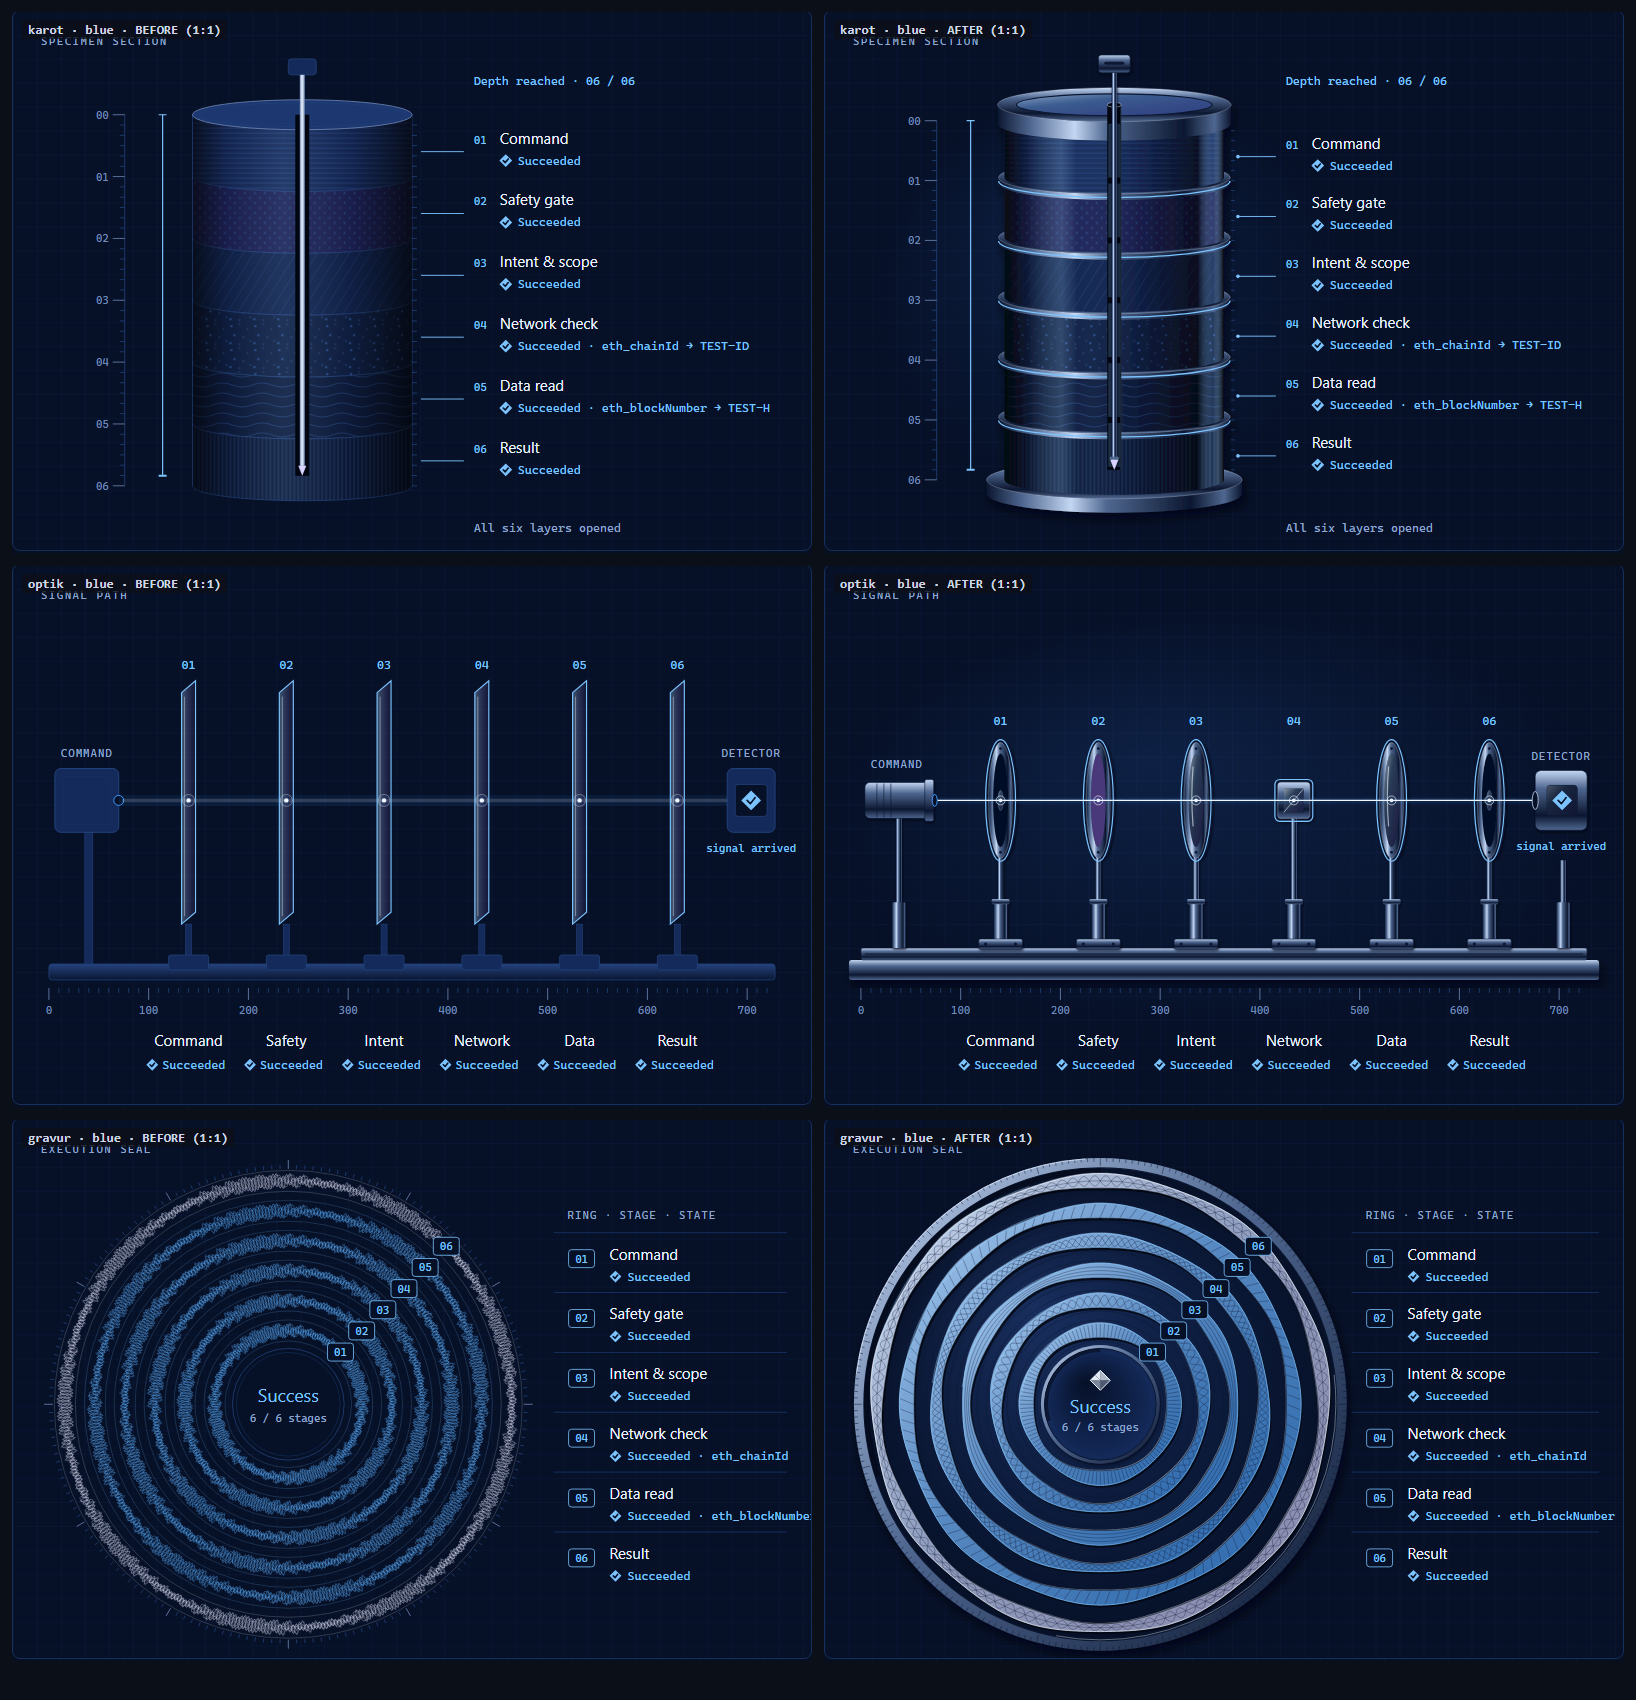 karot · blue · BEFORE (1:1)
SPECIMEN SECTION
Depth reached · 06 / 06
00
01
02
03
04
05
06
01 Command
Succeeded
02 Safety gate
Succeeded
03 Intent & scope
Succeeded
04 Network check
Succeeded · eth_chainId → TEST-ID
05 Data read
Succeeded · eth_blockNumber → TEST-H
06 Result
Succeeded
All six layers opened
karot · blue · AFTER (1:1)
SPECIMEN SECTION
Depth reached · 06 / 06
00
01
02
03
04
05
06
01 Command
Succeeded
02 Safety gate
Succeeded
03 Intent & scope
Succeeded
04 Network check
Succeeded · eth_chainId → TEST-ID
05 Data read
Succeeded · eth_blockNumber → TEST-H
06 Result
Succeeded
All six layers opened
optik · blue · BEFORE (1:1)
SIGNAL PATH
01 02 03 04 05 06
COMMAND
DETECTOR
signal arrived
0 100 200 300 400 500 600 700
Command Safety Intent Network Data Result
Succeeded Succeeded Succeeded Succeeded Succeeded Succeeded
optik · blue · AFTER (1:1)
SIGNAL PATH
01 02 03 04 05 06
COMMAND
DETECTOR
signal arrived
0 100 200 300 400 500 600 700
Command Safety Intent Network Data Result
Succeeded Succeeded Succeeded Succeeded Succeeded Succeeded
gravur · blue · BEFORE (1:1)
EXECUTION SEAL
06
05
04
03
02
01
Success
6 / 6 stages
RING · STAGE · STATE
01 Command
Succeeded
02 Safety gate
Succeeded
03 Intent & scope
Succeeded
04 Network check
Succeeded · eth_chainId
05 Data read
Succeeded · eth_blockNumbe
06 Result
Succeeded
gravur · blue · AFTER (1:1)
EXECUTION SEAL
06
05
04
03
02
01
Success
6 / 6 stages
RING · STAGE · STATE
01 Command
Succeeded
02 Safety gate
Succeeded
03 Intent & scope
Succeeded
04 Network check
Succeeded · eth_chainId
05 Data read
Succeeded · eth_blockNumber
06 Result
Succeeded